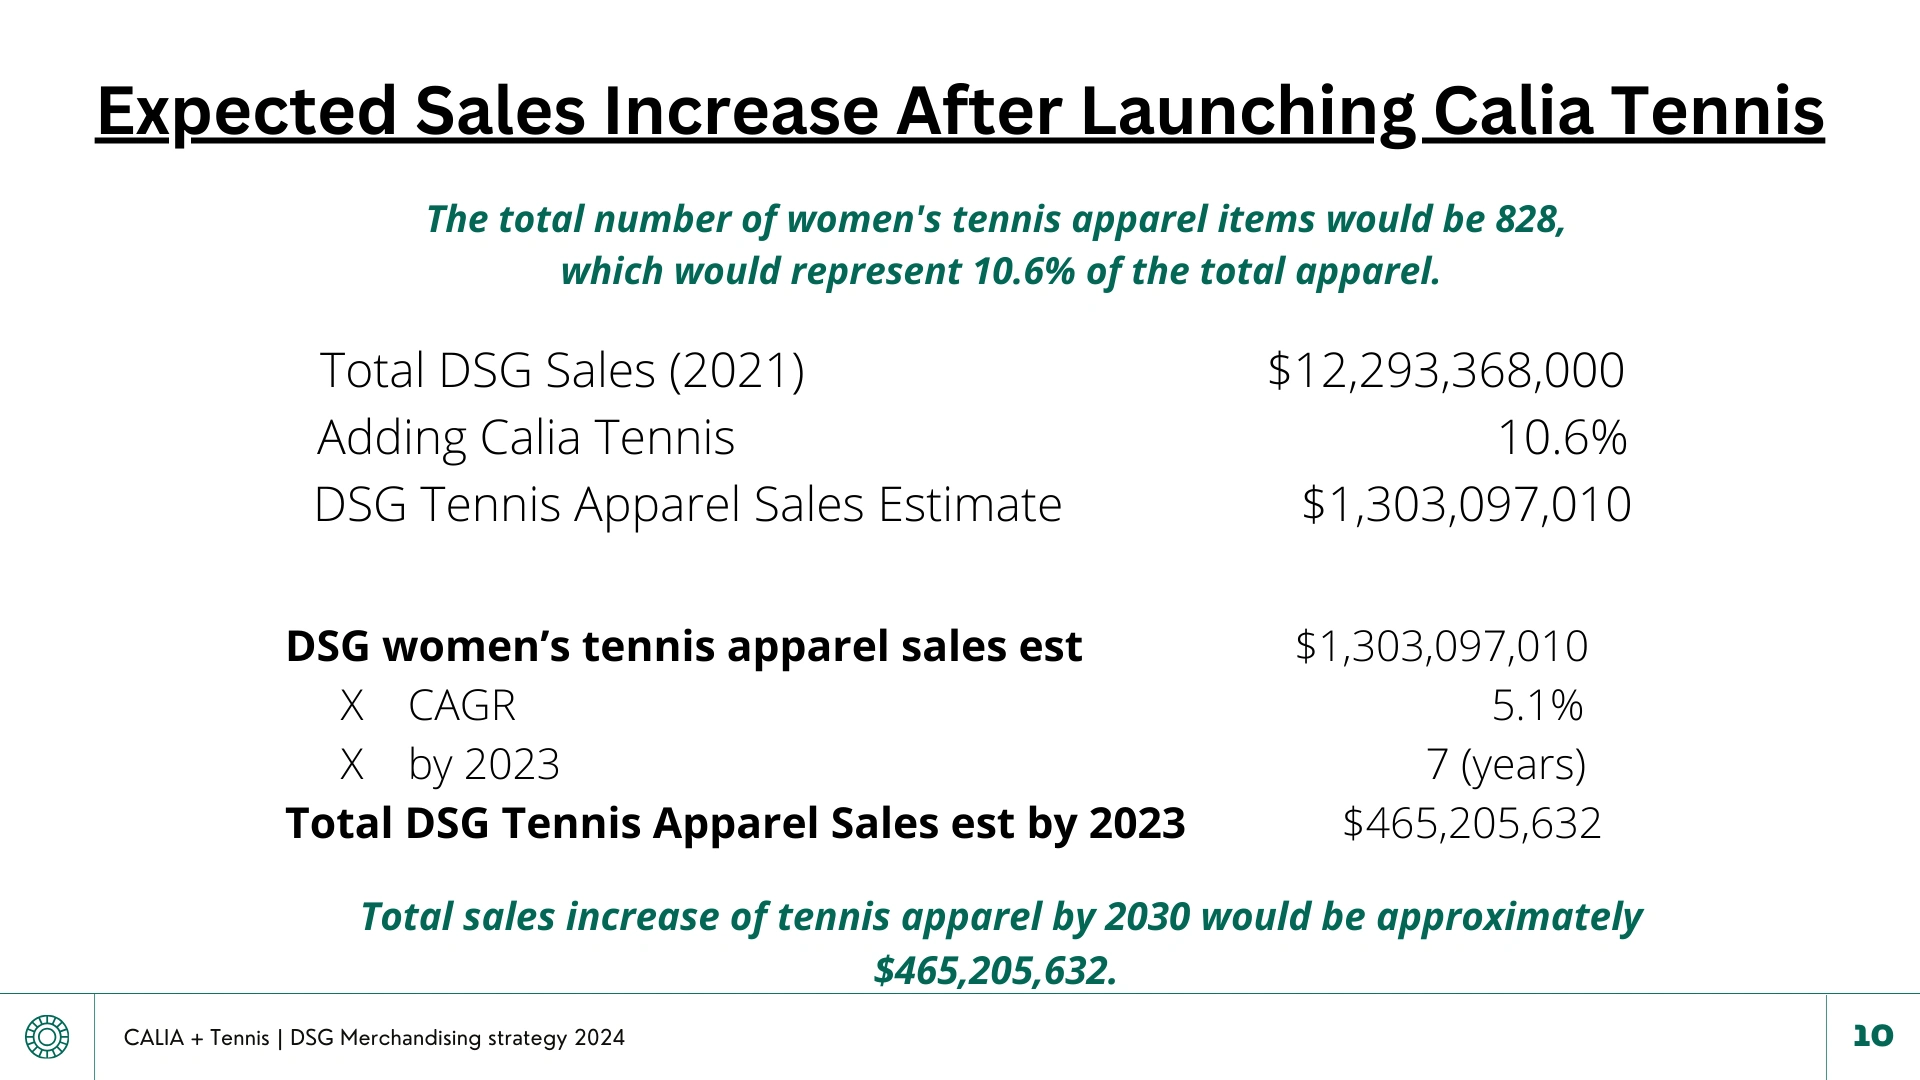 Expected Sales Increase After Launching Calia Tennis
The total number of women's tennis apparel items would be 828,
which would represent 10.6% of the total apparel.
Total DSG Sales (2021) $12,293,368,000
Adding Calia Tennis 10.6%
DSG Tennis Apparel Sales Estimate $1,303,097,010
DSG women’s tennis apparel sales est $1,303,097,010
X CAGR 5.1%
X by 2023 7 (years)
Total DSG Tennis Apparel Sales est by 2023 $465,205,632
Total sales increase of tennis apparel by 2030 would be approximately
$465,205,632.
CALIA + Tennis | DSG Merchandising strategy 2024
10